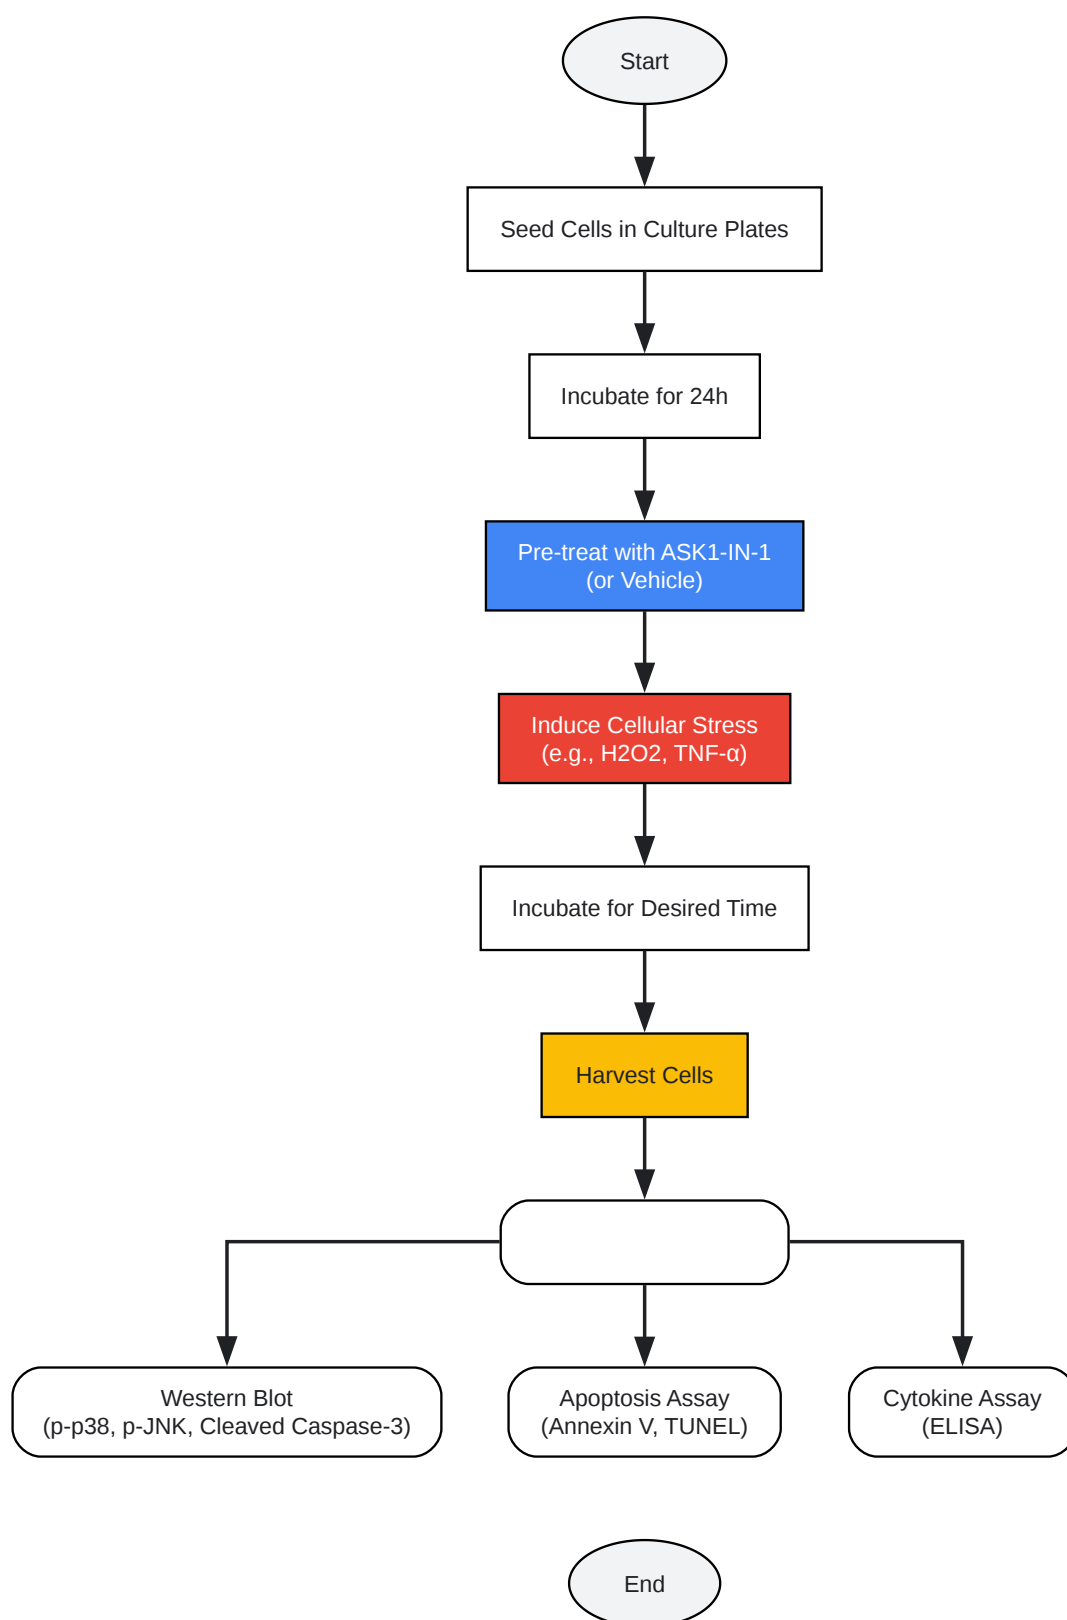 Start
Seed Cells in Culture Plates
Incubate for 24h
Pre-treat with ASK1-IN-1
(or Vehicle)
Induce Cellular Stress
(e.g., H2O2, TNF-α)
Incubate for Desired Time
Harvest Cells
Western Blot
(p-p38, p-JNK, Cleaved Caspase-3)
Apoptosis Assay
(Annexin V, TUNEL)
Cytokine Assay
(ELISA)
End